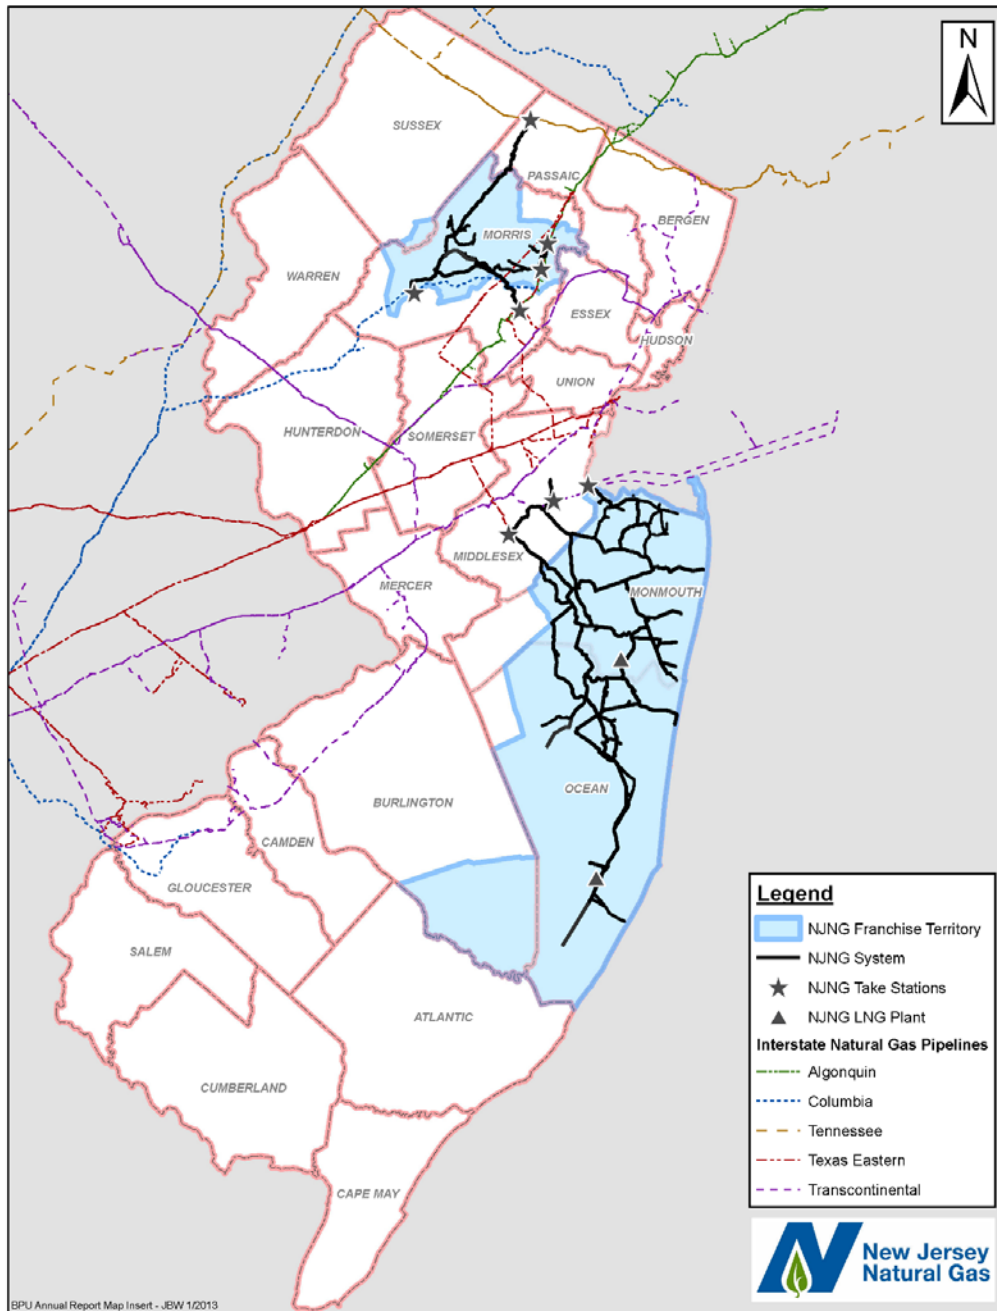 N
SUSSEX
PASSAIC
BERGEN
MORRIS
WARREN
ESSEX
HUDSON
UNION
HUNTERDON
SOMERSET
MIDDLESEX
MERCER
MONMOUTH
OCEAN
BURLINGTON
CAMDEN
GLOUCESTER
SALEM
ATLANTIC
CUMBERLAND
CAPE MAY
Legend
NJNG Franchise Territory
NJNG System
NJNG Take Stations
NJNG LNG Plant
Interstate Natural Gas Pipelines
Algonquin
Columbia
Tennessee
Texas Eastern
Transcontinental
New Jersey
Natural Gas
BPU Annual Report Map Insert - JBW 1/2013